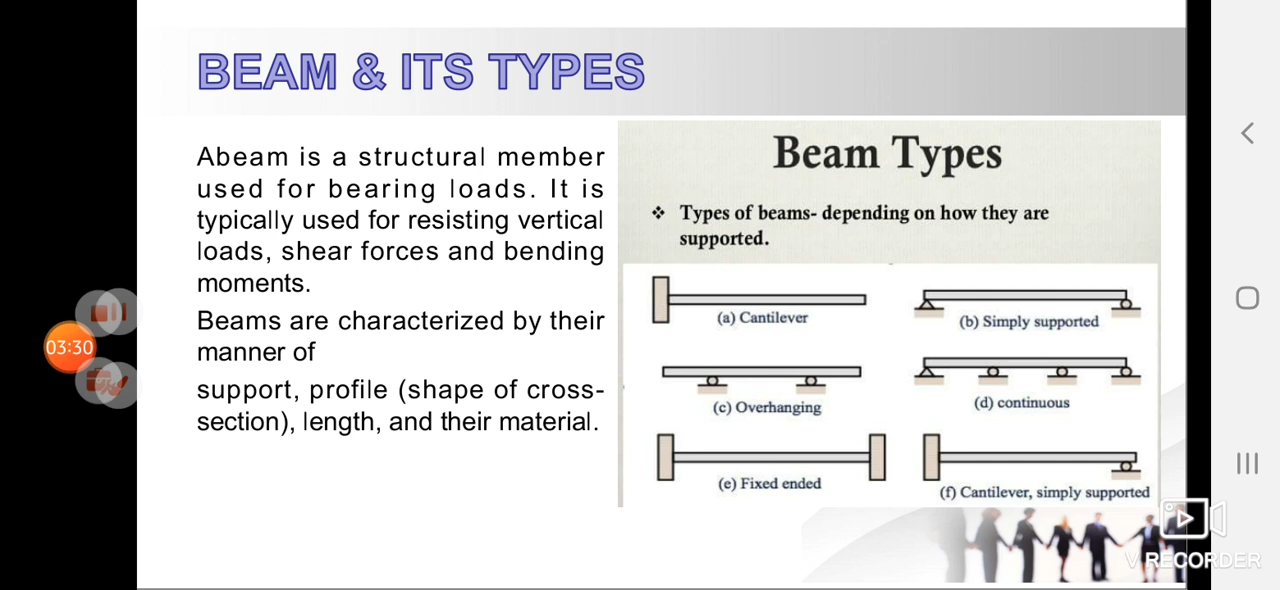 BEAM & ITS TYPES
Abeam is a structural member
used for bearing loads. It is
typically used for resisting vertical
loads, shear forces and bending
moments.
Beams are characterized by their
manner of
support, profile (shape of cross-
section), length, and their material.
Beam Types
❖ Types of beams- depending on how they are
supported.
(a) Cantilever
(b) Simply supported
(c) Overhanging
(d) continuous
(e) Fixed ended
(f) Cantilever, simply supported
03:30
V RECORDER